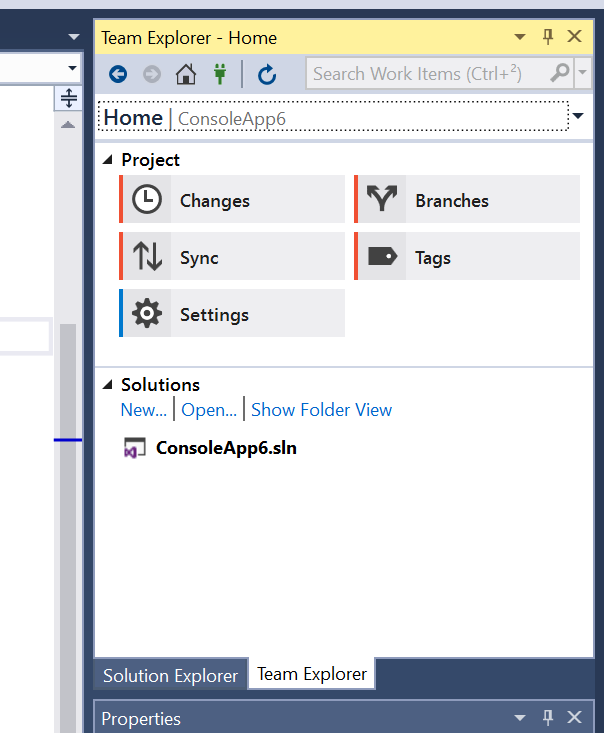 Team Explorer - Home
Search Work Items (Ctrl+²)
Home | ConsoleApp6
Project
Changes
Branches
Sync
Tags
Settings
Solutions
New... | Open... | Show Folder View
ConsoleApp6.sln
Solution Explorer
Team Explorer
Properties